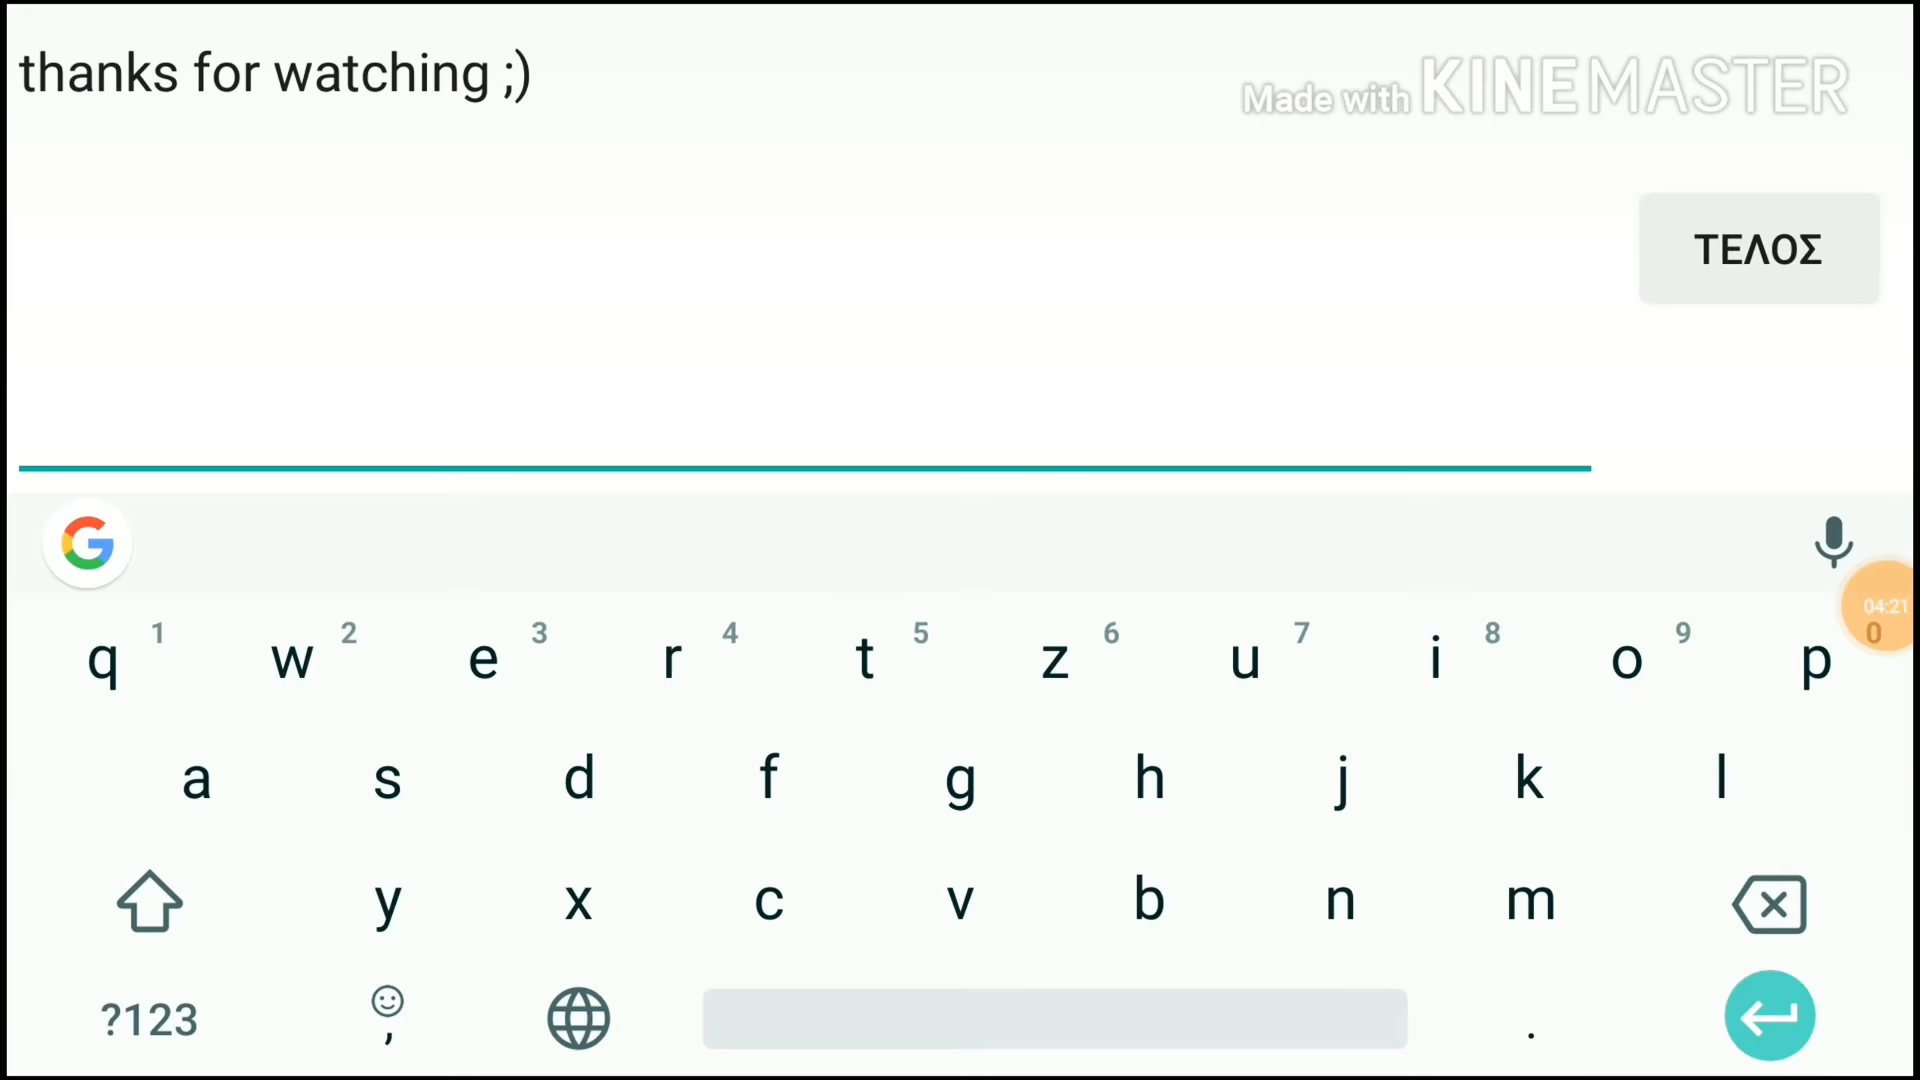 thanks for watching ;)
Made with KINEMASTER
ΤΕΛΟΣ
G
04:21
q 1 w 2 e 3 r 4 t 5 z 6 u 7 i 8 o 9 p 0
a s d f g h j k l
y x c v b n m
?123 , .